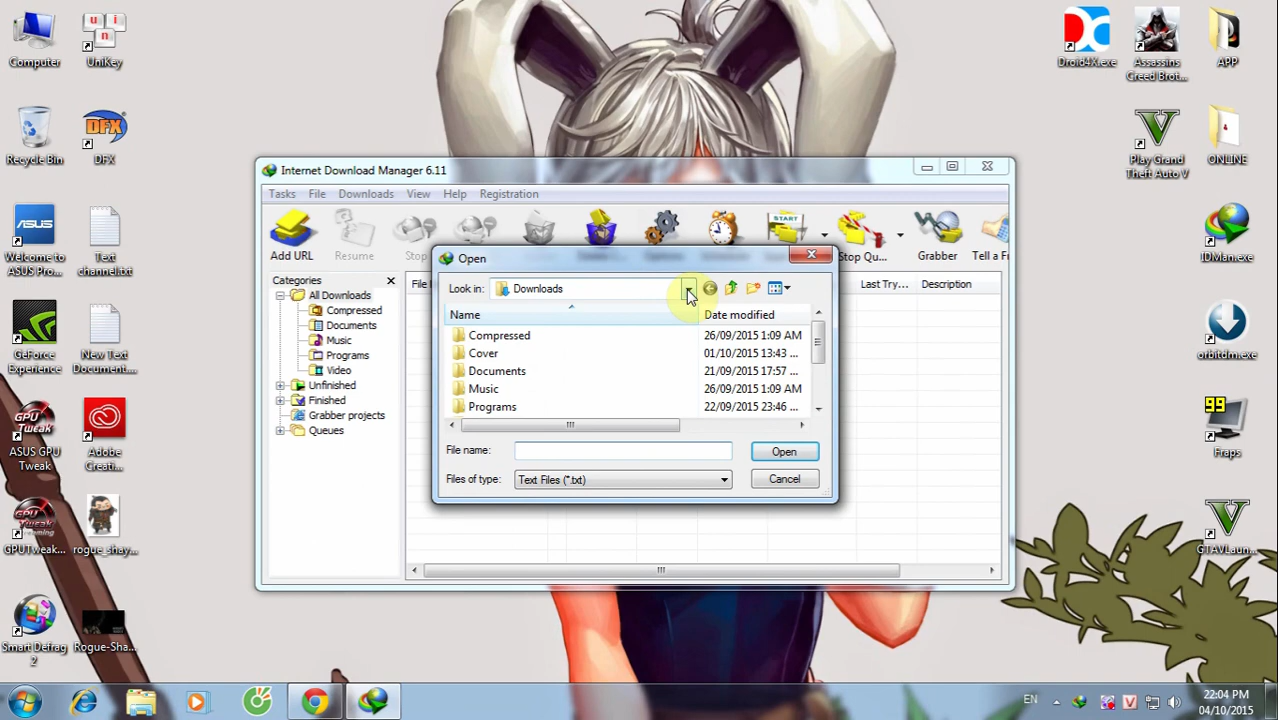 Computer
UniKey
Recycle Bin
DFX
Welcome to
ASUS Pro...
Text
channel.txt
GeForce
Experience
New Text
Document....
ASUS GPU
Tweak
Adobe
Creati...
GPUTweak...
rogue_shay...
Smart Defrag
2
Rogue-Sha...
Droid4X.exe
Assassins
Creed Brot...
APP
Play Grand
Theft Auto V
ONLINE
IDMan.exe
orbitdm.exe
99
Fraps
GTAVLaun...
Internet Download Manager 6.11
Tasks File Downloads View Help Registration
Add URL
Resume
Stop
START
Stop Qu...
Grabber
Tell a Fr
Categories
All Downloads
Compressed
Documents
Music
Programs
Video
Unfinished
Finished
Grabber projects
Queues
File
Last Try...
Description
Open
Look in: Downloads
Name Date modified
Compressed 26/09/2015 1:09 AM
Cover 01/10/2015 13:43 ...
Documents 21/09/2015 17:57 ...
Music 26/09/2015 1:09 AM
Programs 22/09/2015 23:46 ...
File name: Open
Files of type: Text Files (*.txt) Cancel
EN
22:04 PM
04/10/2015